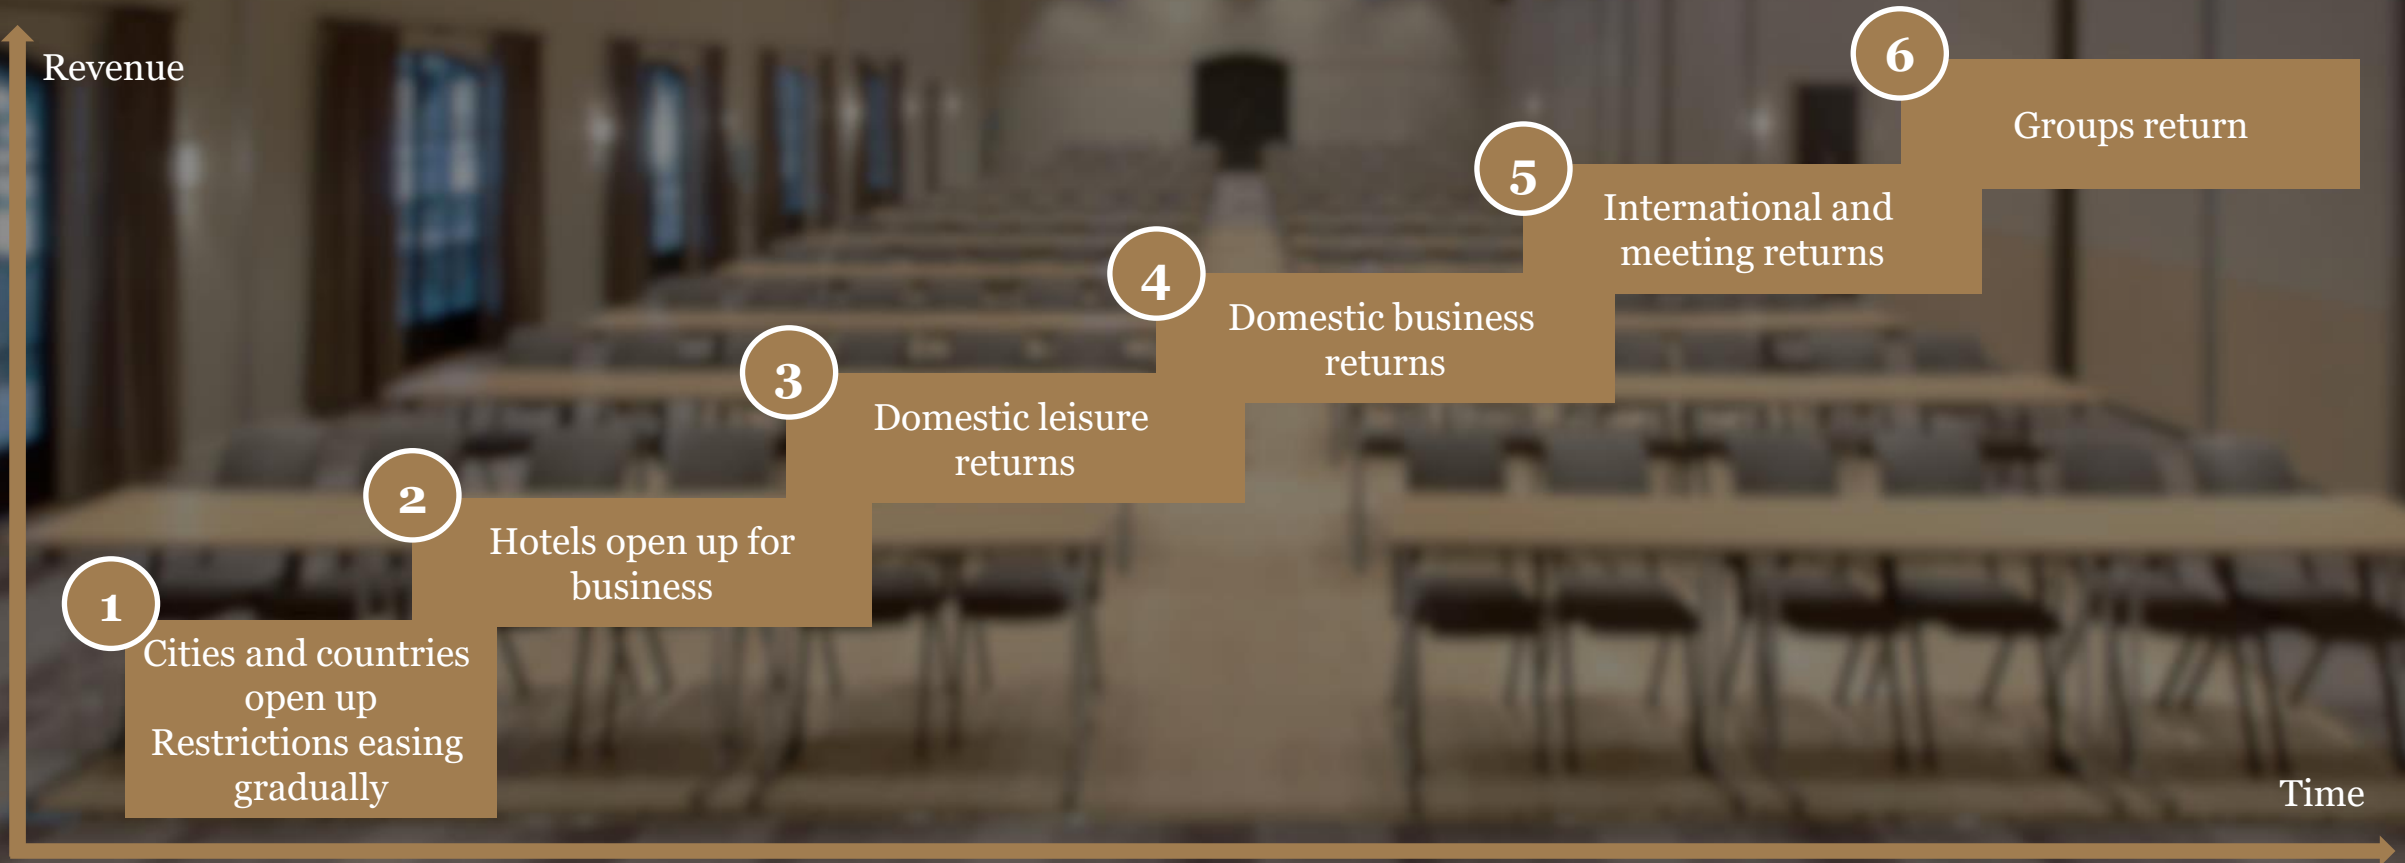 Revenue
6
Groups return
5
International and
meeting returns
4
Domestic business
returns
3
Domestic leisure
returns
2
Hotels open up for
business
1
Cities and countries
open up
Restrictions easing
gradually
Time